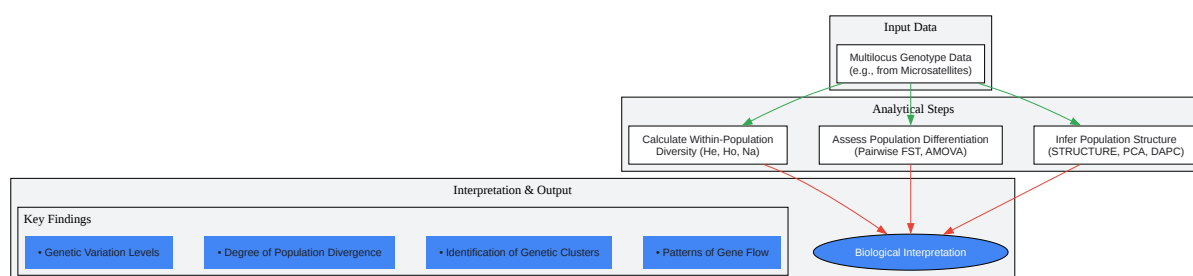 Input Data
Multilocus Genotype Data
(e.g., from Microsatellites)
Analytical Steps
Calculate Within-Population
Diversity (He, Ho, Na)
Assess Population Differentiation
(Pairwise FST, AMOVA)
Infer Population Structure
(STRUCTURE, PCA, DAPC)
Interpretation & Output
Key Findings
• Genetic Variation Levels
• Degree of Population Divergence
• Identification of Genetic Clusters
• Patterns of Gene Flow
Biological Interpretation